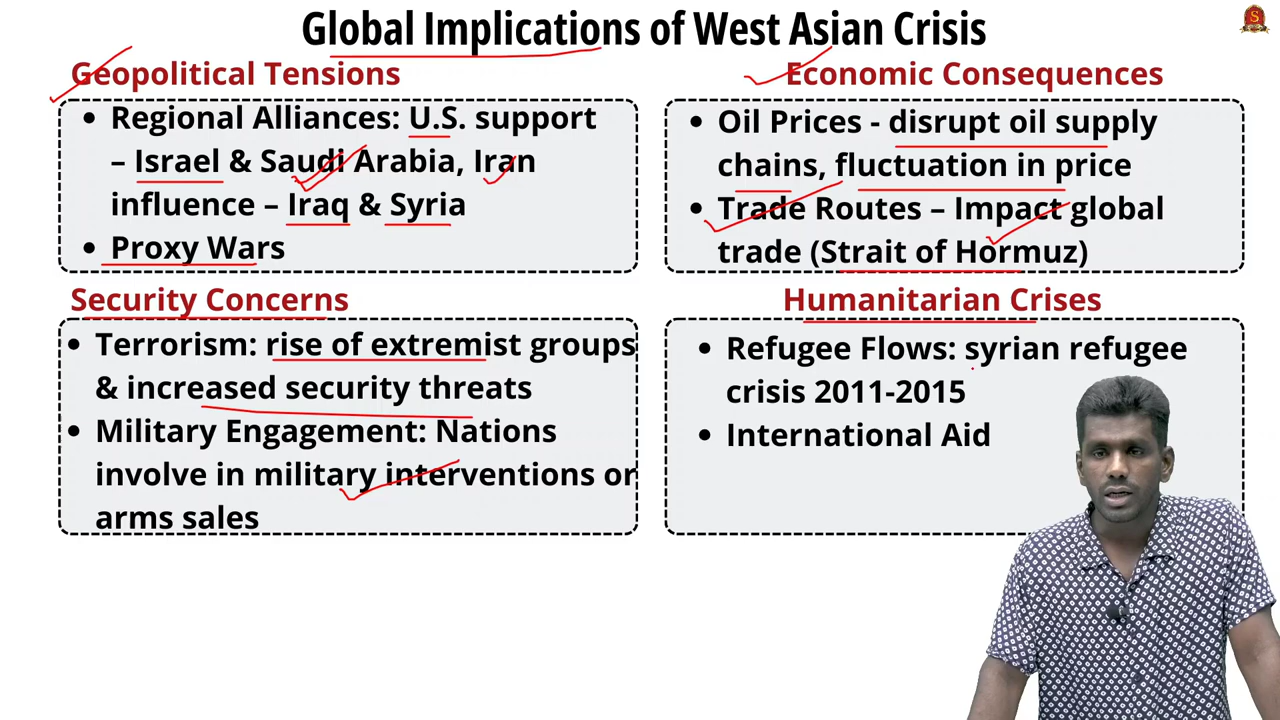 Global Implications of West Asian Crisis
Geopolitical Tensions
• Regional Alliances: U.S. support
– Israel & Saudi Arabia, Iran
influence – Iraq & Syria
• Proxy Wars
Economic Consequences
• Oil Prices - disrupt oil supply
chains, fluctuation in price
• Trade Routes – Impact global
trade (Strait of Hormuz)
Security Concerns
• Terrorism: rise of extremist groups
& increased security threats
• Military Engagement: Nations
involve in military interventions or
arms sales
Humanitarian Crises
• Refugee Flows: syrian refugee
crisis 2011-2015
• International Aid